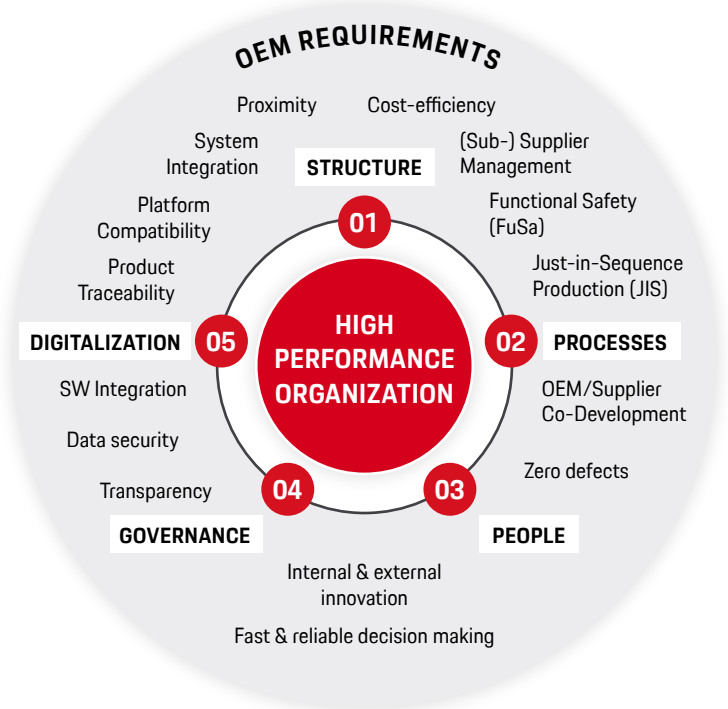 OEM REQUIREMENTS
Proximity
Cost-efficiency
System
Integration
STRUCTURE
(Sub-) Supplier
Management
Platform
Compatibility
01
Functional Safety
(FuSa)
Product
Traceability
Just-in-Sequence
Production (JIS)
HIGH
PERFORMANCE
ORGANIZATION
DIGITALIZATION
05
02
PROCESSES
SW Integration
OEM/Supplier
Co-Development
Data security
Zero defects
Transparency
04
03
GOVERNANCE
PEOPLE
Internal & external
innovation
Fast & reliable decision making